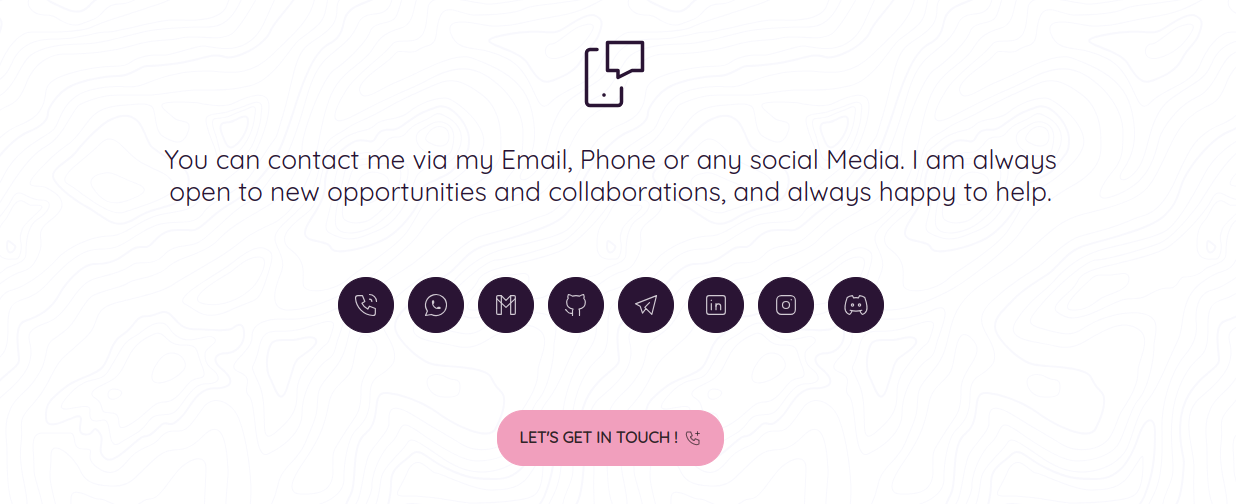 You can contact me via my Email, Phone or any social Media. I am always
open to new opportunities and collaborations, and always happy to help.
LET'S GET IN TOUCH !